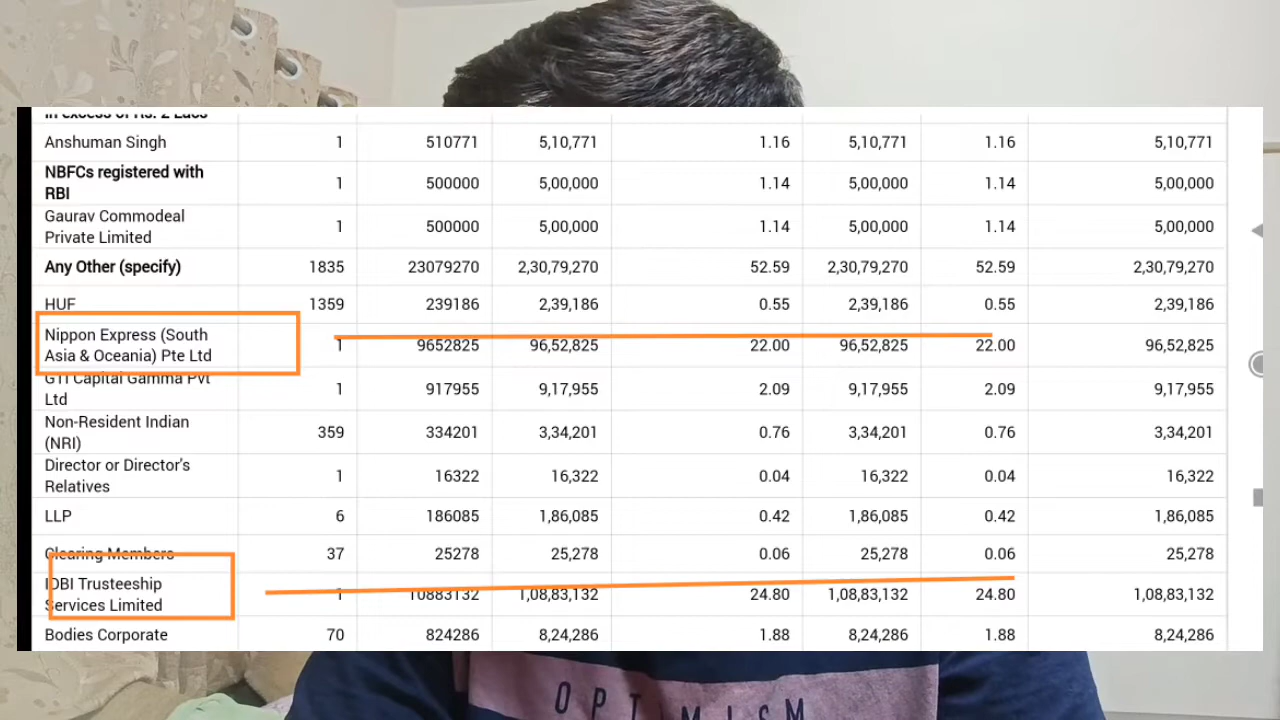 in excess of Rs. 2 Lacs
Anshuman Singh 1 510771 5,10,771 1.16 5,10,771 1.16 5,10,771
NBFCs registered with
RBI 1 500000 5,00,000 1.14 5,00,000 1.14 5,00,000
Gaurav Commodeal
Private Limited 1 500000 5,00,000 1.14 5,00,000 1.14 5,00,000
Any Other (specify) 1835 23079270 2,30,79,270 52.59 2,30,79,270 52.59 2,30,79,270
HUF 1359 239186 2,39,186 0.55 2,39,186 0.55 2,39,186
Nippon Express (South
Asia & Oceania) Pte Ltd 1 9652825 96,52,825 22.00 96,52,825 22.00 96,52,825
GTI Capital Gamma Pvt
Ltd 1 917955 9,17,955 2.09 9,17,955 2.09 9,17,955
Non-Resident Indian
(NRI) 359 334201 3,34,201 0.76 3,34,201 0.76 3,34,201
Director or Director's
Relatives 1 16322 16,322 0.04 16,322 0.04 16,322
LLP 6 186085 1,86,085 0.42 1,86,085 0.42 1,86,085
Clearing Members 37 25278 25,278 0.06 25,278 0.06 25,278
IDBI Trusteeship
Services Limited 1 10883132 1,08,83,132 24.80 1,08,83,132 24.80 1,08,83,132
Bodies Corporate 70 824286 8,24,286 1.88 8,24,286 1.88 8,24,286
OPTIMISM